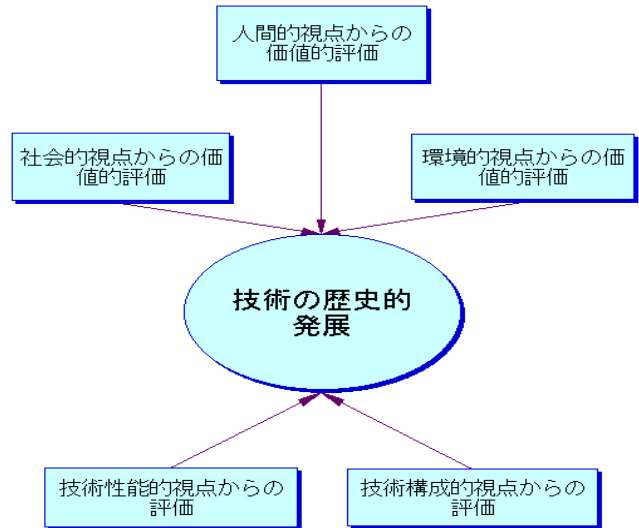 人間的視点からの
価値的評価
社会的視点からの価
値的評価
環境的視点からの価
値的評価
技術の歴史的
発展
技術性能的視点からの
評価
技術構成的視点からの
評価